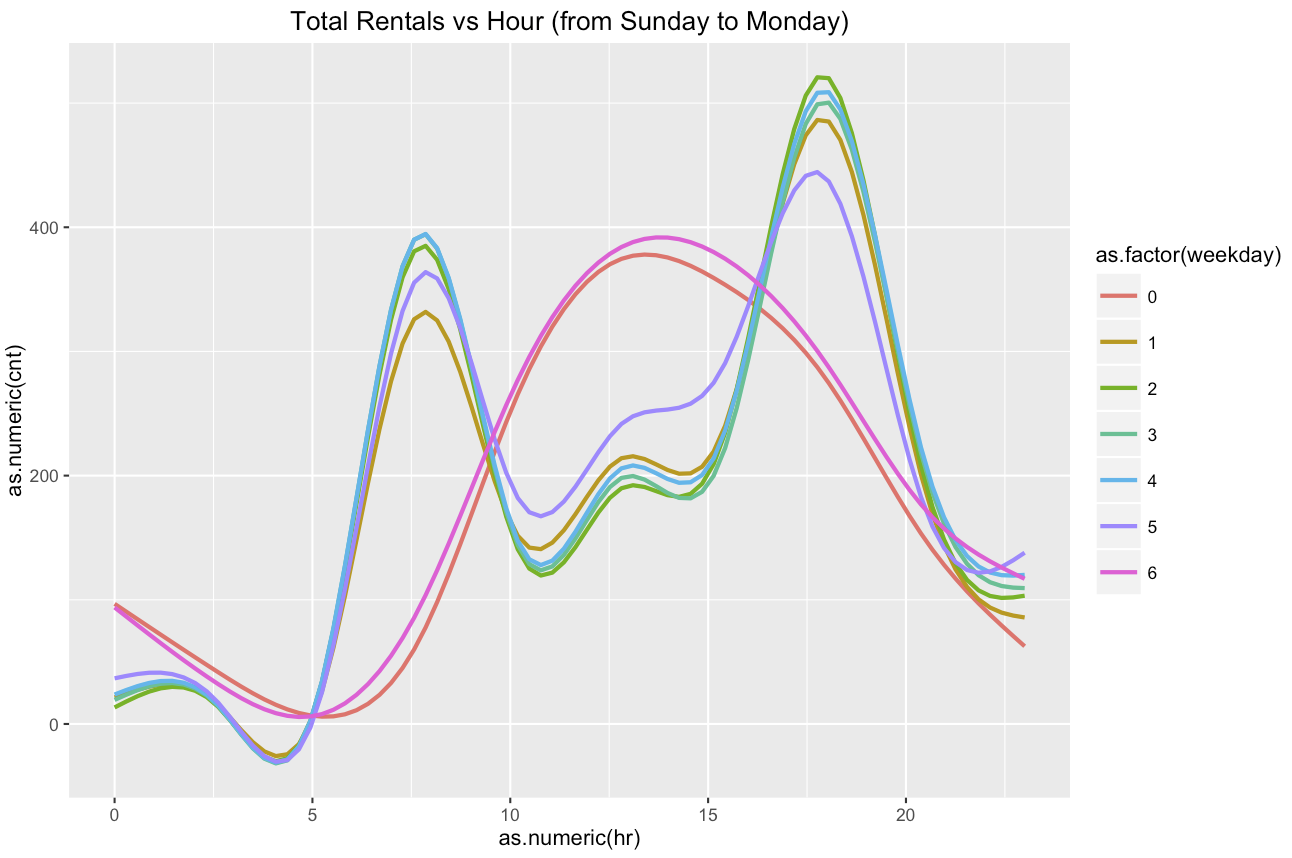 Total Rentals vs Hour (from Sunday to Monday)
as.numeric(cnt)
400
200
0
0 5 10 15 20
as.numeric(hr)
as.factor(weekday)
0
1
2
3
4
5
6